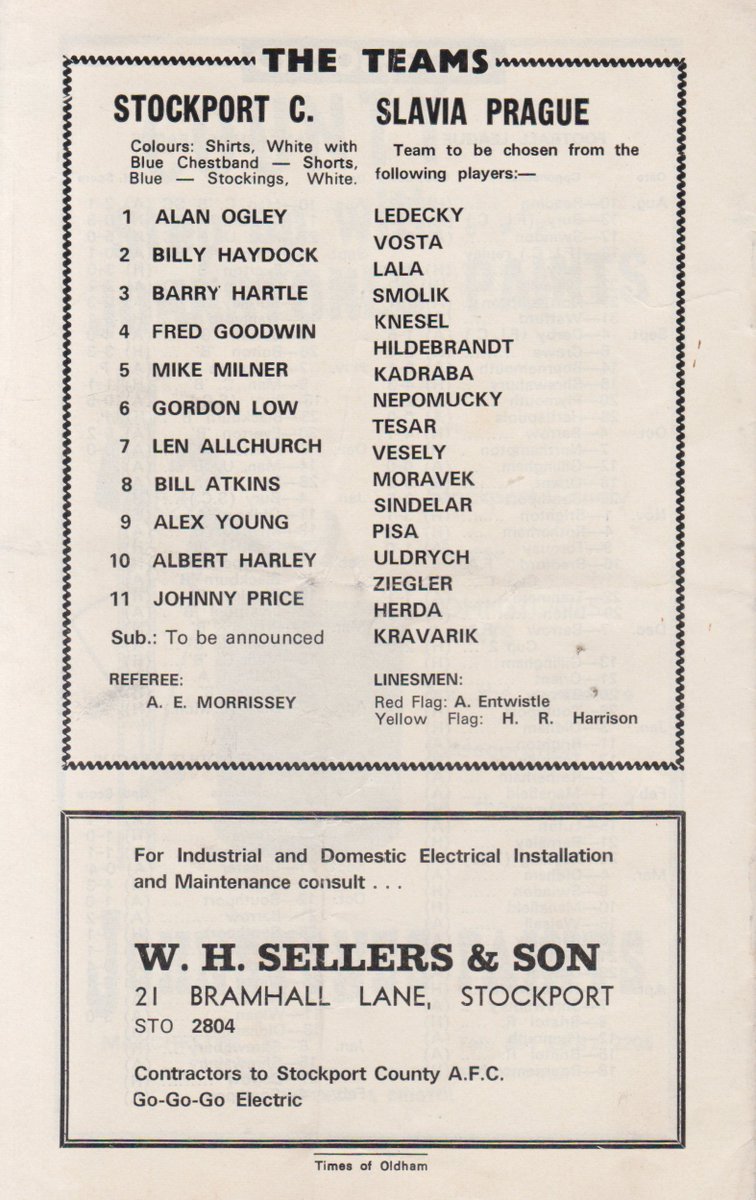 THE TEAMS
STOCKPORT C.
Colours: Shirts, White with
Blue Chestband — Shorts,
Blue — Stockings, White.
1 ALAN OGLEY
2 BILLY HAYDOCK
3 BARRY HARTLE
4 FRED GOODWIN
5 MIKE MILNER
6 GORDON LOW
7 LEN ALLCHURCH
8 BILL ATKINS
9 ALEX YOUNG
10 ALBERT HARLEY
11 JOHNNY PRICE
Sub.: To be announced
REFEREE:
A. E. MORRISSEY
SLAVIA PRAGUE
Team to be chosen from the
following players:—
LEDECKY
VOSTA
LALA
SMOLIK
KNESEL
HILDEBRANDT
KADRABA
NEPOMUCKY
TESAR
VESELY
MORAVEK
SINDELAR
PISA
ULDRYCH
ZIEGLER
HERDA
KRAVARIK
LINESMEN:
Red Flag: A. Entwistle
Yellow Flag: H. R. Harrison
For Industrial and Domestic Electrical Installation
and Maintenance consult . . .
W. H. SELLERS & SON
21 BRAMHALL LANE, STOCKPORT
STO 2804
Contractors to Stockport County A.F.C.
Go-Go-Go Electric
Times of Oldham